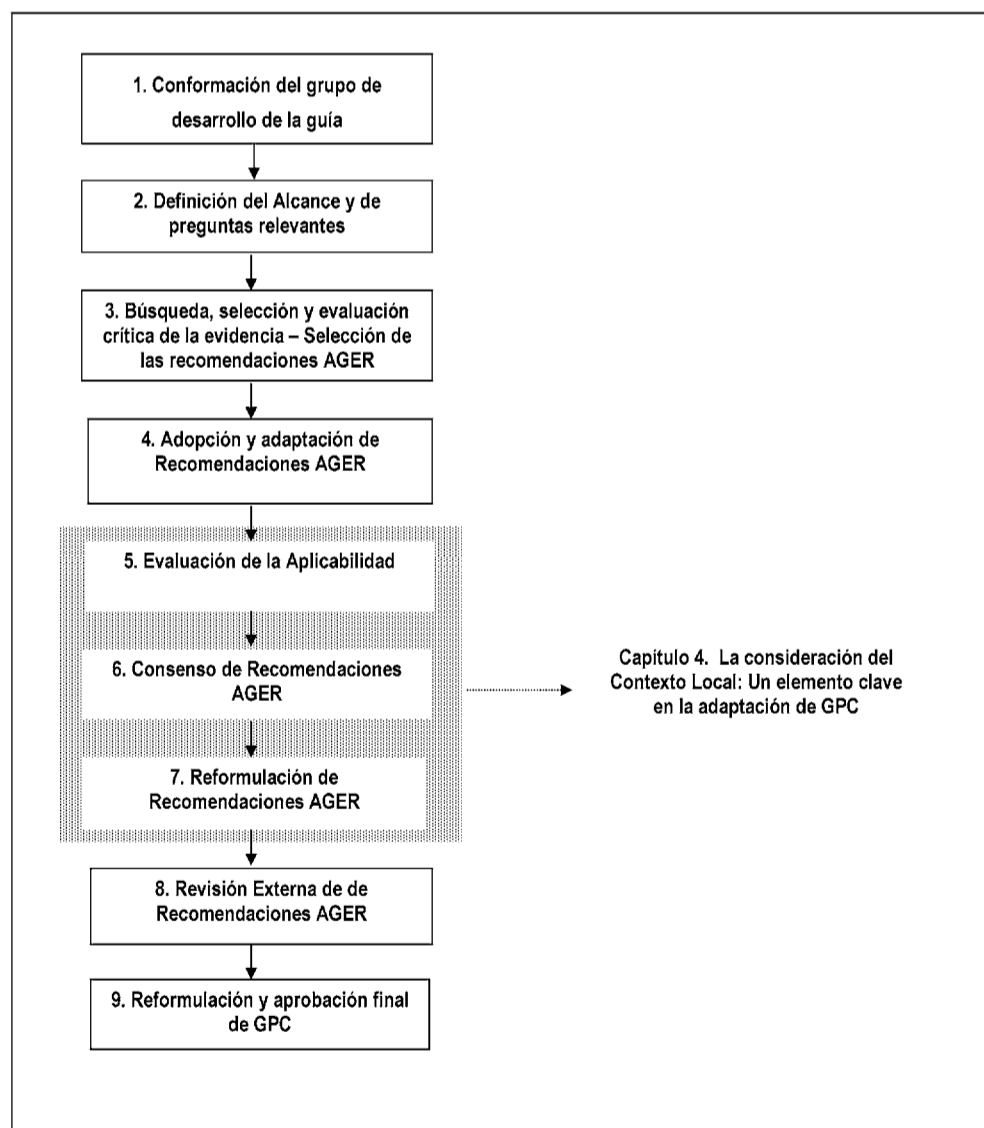 1. Conformación del grupo de
desarrollo de la guía
2. Definición del Alcance y de
preguntas relevantes
3. Búsqueda, selección y evaluación
crítica de la evidencia – Selección de
las recomendaciones AGER
4. Adopción y adaptación de
Recomendaciones AGER
5. Evaluación de la Aplicabilidad
6. Consenso de Recomendaciones
AGER
7. Reformulación de
Recomendaciones AGER
Capítulo 4. La consideración del
Contexto Local: Un elemento clave
en la adaptación de GPC
8. Revisión Externa de de
Recomendaciones AGER
9. Reformulación y aprobación final
de GPC